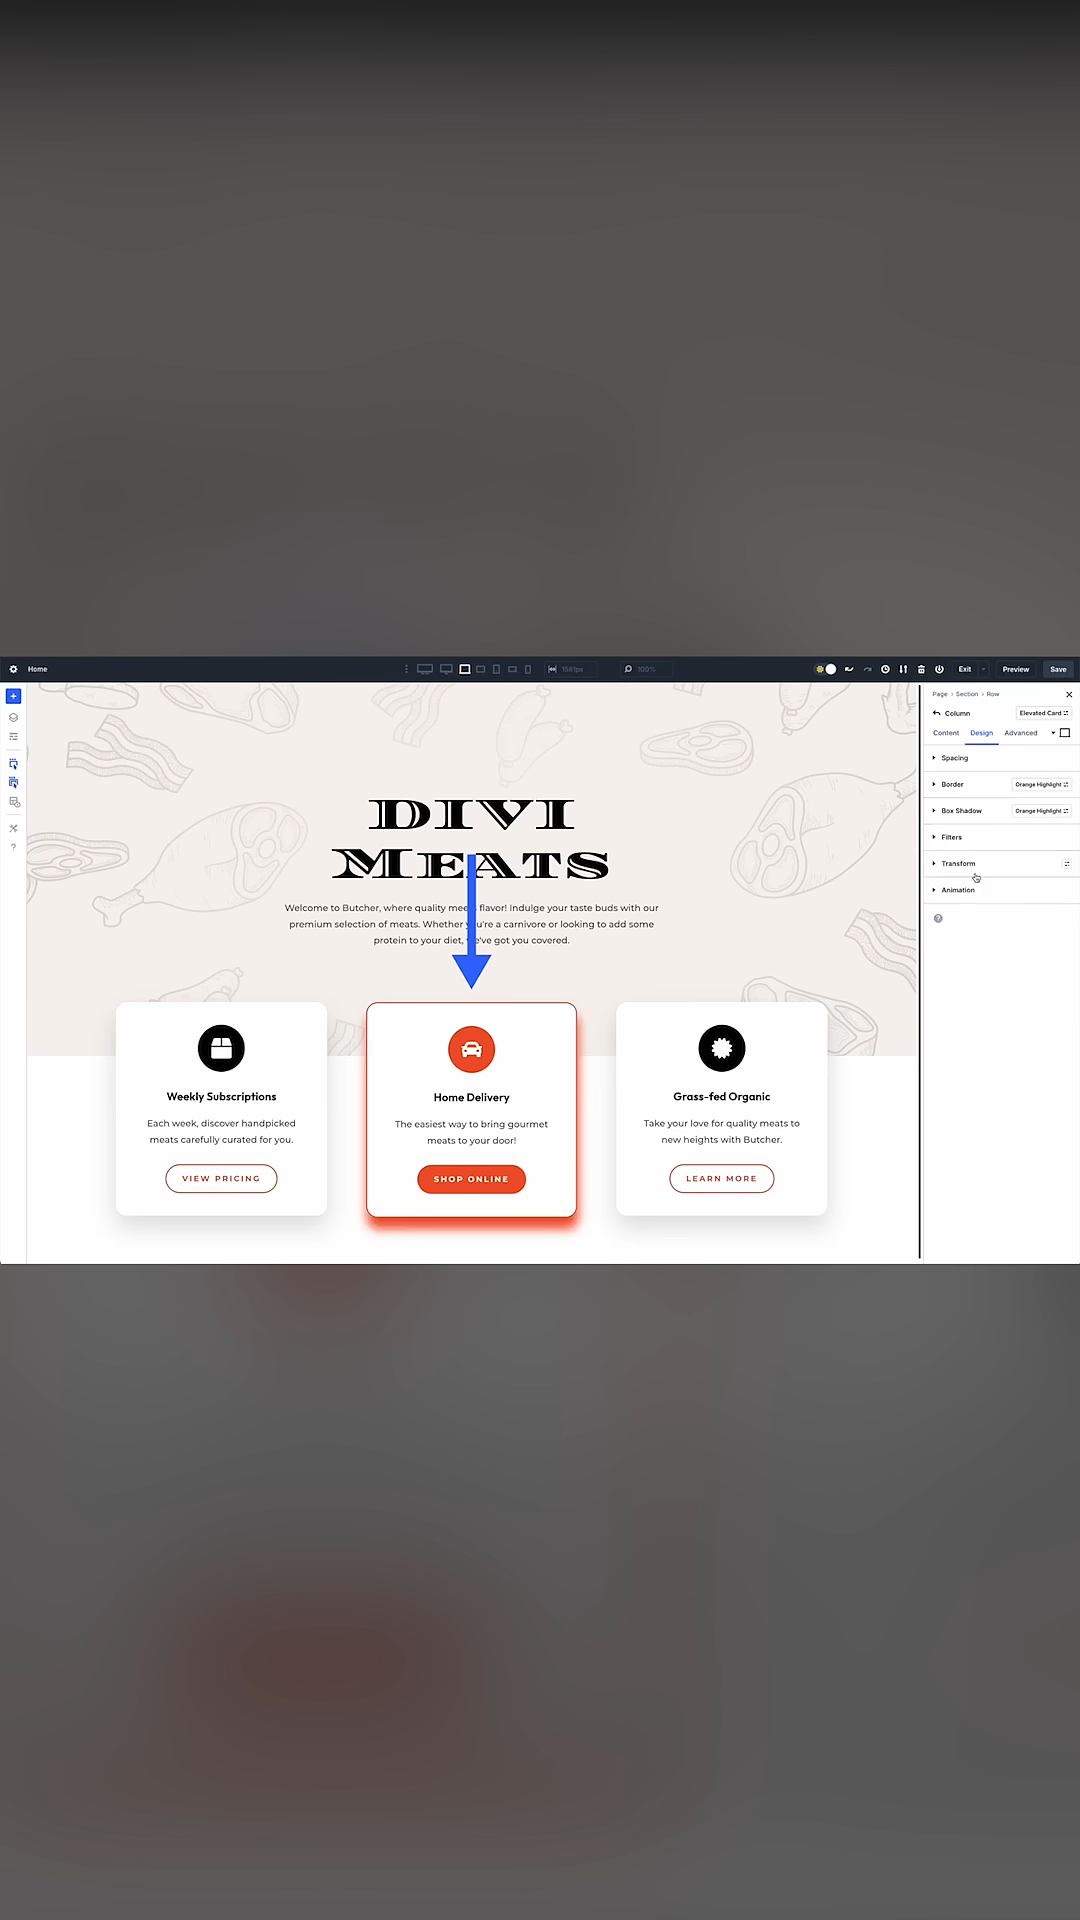 Home
1581px
100%
Exit
Preview
Save
Page > Section > Row
Column
Elevated Card
Content
Design
Advanced
Spacing
Border
Orange Highlight
Box Shadow
Orange Highlight
Filters
Transform
Animation
DIVI
MEATS
Welcome to Butcher, where quality meets flavor! Indulge your taste buds with our
premium selection of meats. Whether you're a carnivore or looking to add some
protein to your diet, we've got you covered.
Weekly Subscriptions
Each week, discover handpicked
meats carefully curated for you.
VIEW PRICING
Home Delivery
The easiest way to bring gourmet
meats to your door!
SHOP ONLINE
Grass-fed Organic
Take your love for quality meats to
new heights with Butcher.
LEARN MORE